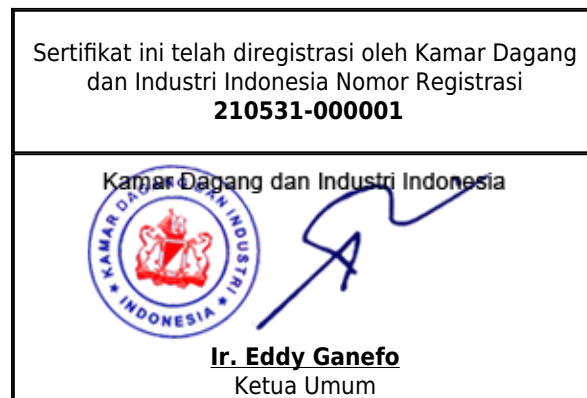 Sertifikat ini telah diregistrasi oleh Kamar Dagang
dan Industri Indonesia Nomor Registrasi
210531-000001
Kamar Dagang dan Industri Indonesia
KAMAR DAGANG DAN INDUSTRI
INDONESIA
Ir. Eddy Ganefo
Ketua Umum